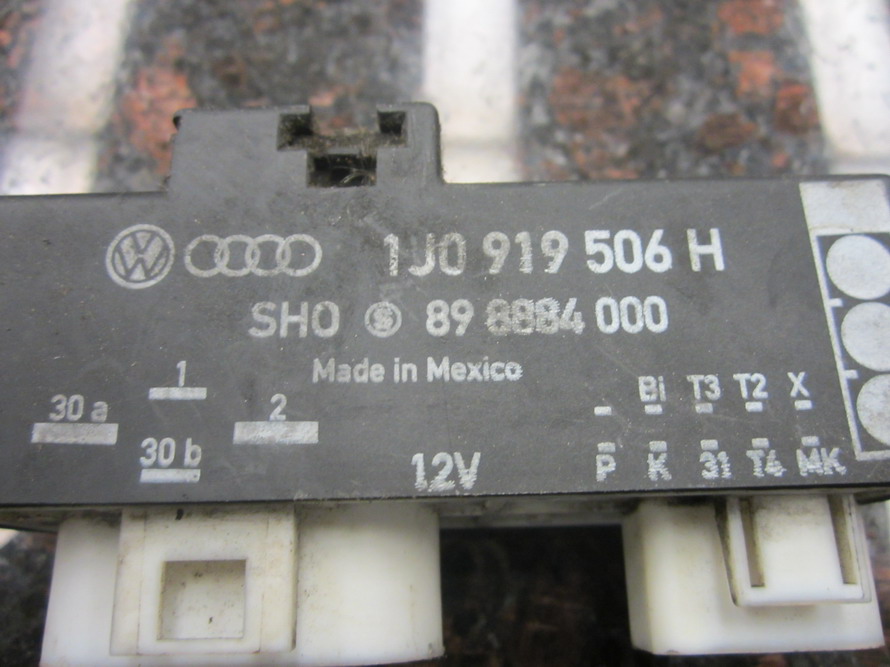 1J0 919 506 H
SHO 89 8884 000
Made in Mexico
1
30 a
2
30 b
12V
Bi T3 T2 X
P K 31 T4 MK